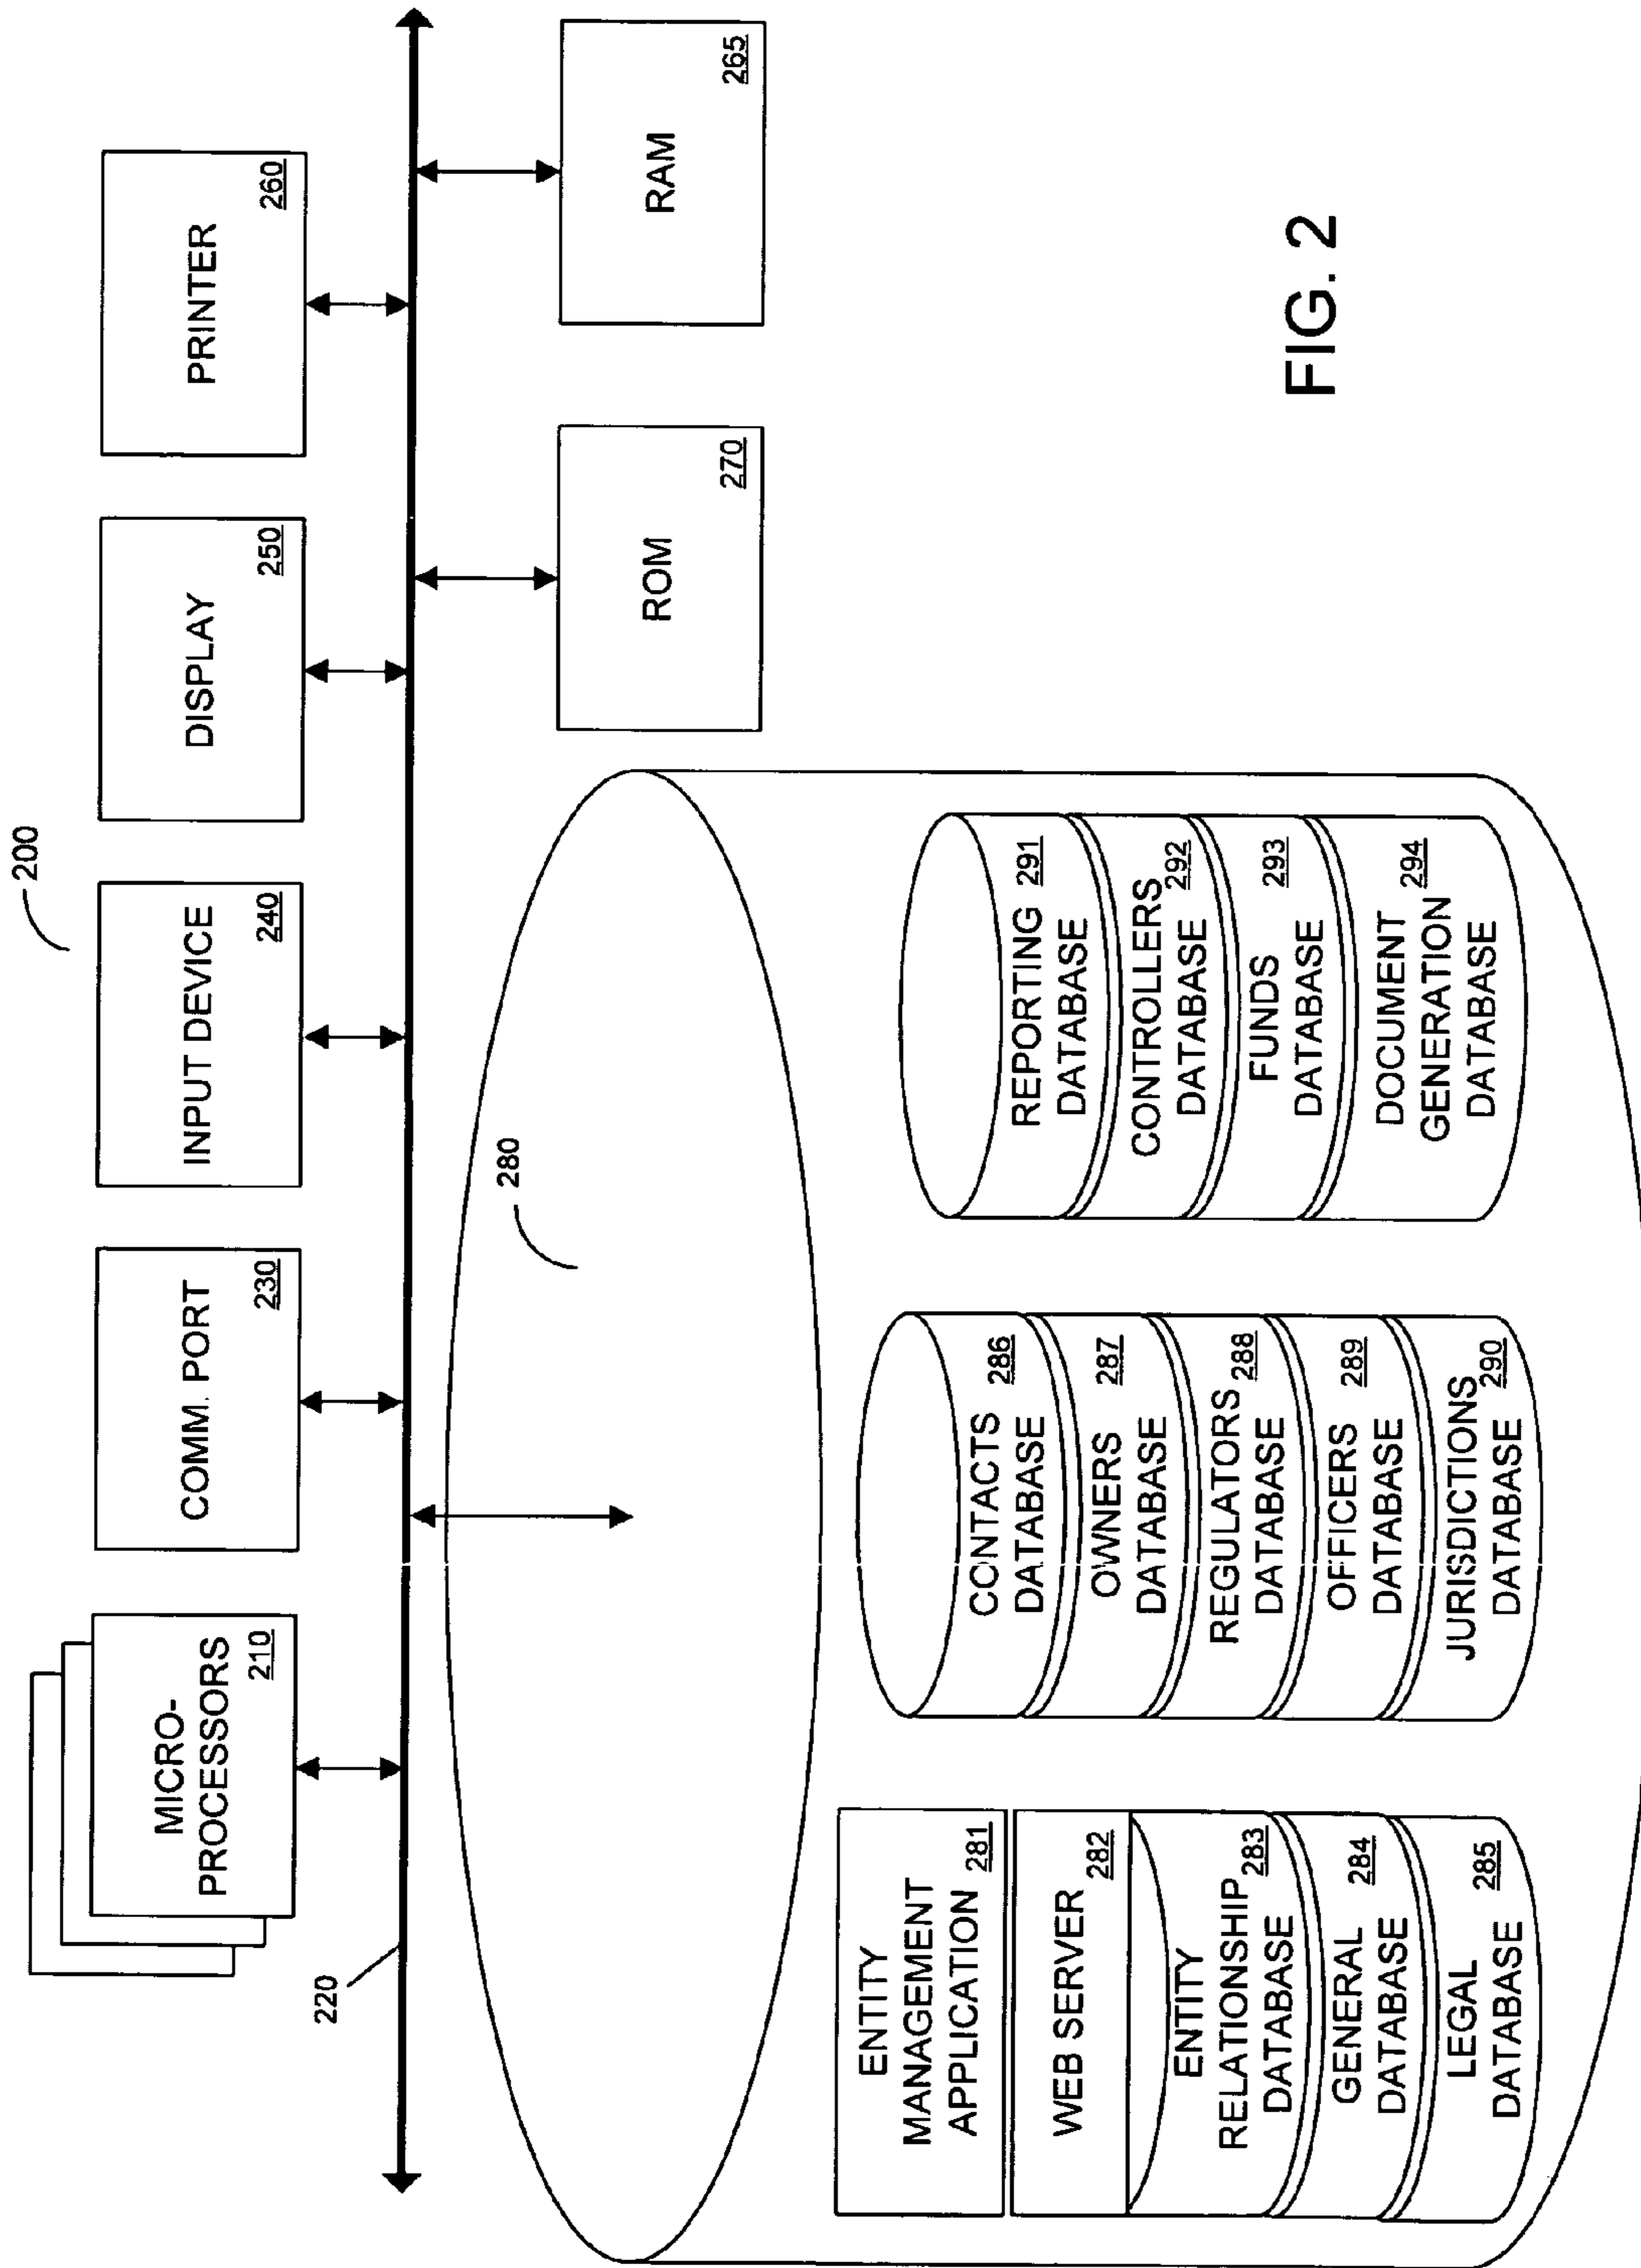 200
MICRO-
PROCESSORS
210
COMM. PORT
230
INPUT DEVICE
240
DISPLAY
250
PRINTER
260
220
280
ROM
270
RAM
265
ENTITY
MANAGEMENT
APPLICATION 281
WEB SERVER 282
ENTITY
RELATIONSHIP 283
DATABASE
GENERAL 284
DATABASE
LEGAL 285
DATABASE
CONTACTS 286
DATABASE
OWNERS 287
DATABASE
REGULATORS 288
DATABASE
OFFICERS 289
DATABASE
JURISDICTIONS 290
DATABASE
REPORTING 291
DATABASE
CONTROLLERS 292
DATABASE
FUNDS 293
DATABASE
DOCUMENT 294
GENERATION
DATABASE
FIG. 2